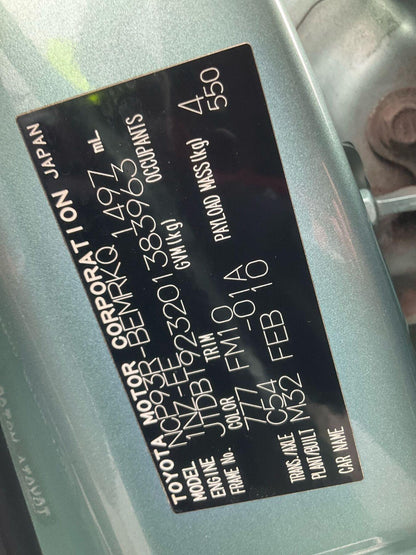 TOYOTA MOTOR CORPORATION JAPAN
MODEL NCP93R-BEMRKQ 1497 mL
ENGINE 1NZ-FE
FRAME No. JTDBT923201383963
COLOR TRIM GVM(kg) OCCUPANTS 4
777 FM10 PAYLOAD MASS(kg) 550
TRANS./AXLE C54 -01A
PLANT/BUILT M32 FEB 10
CAR NAME